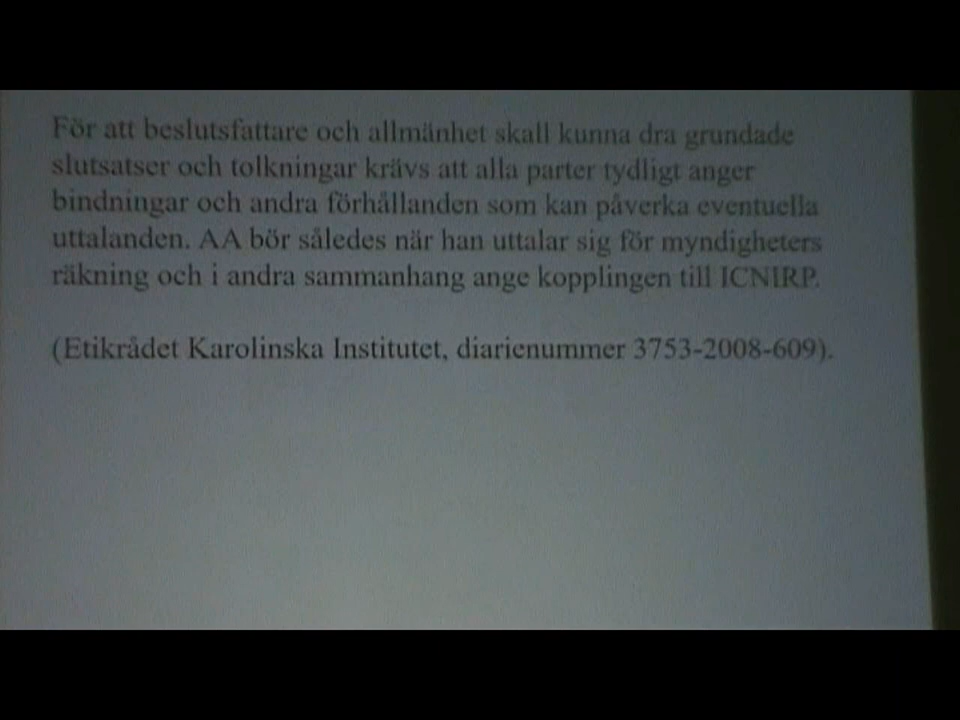 För att beslutsfattare och allmänhet skall kunna dra grundade
slutsatser och tolkningar krävs att alla parter tydligt anger
bindningar och andra förhållanden som kan påverka eventuella
uttalanden. AA bör således när han uttalar sig för myndigheters
räkning och i andra sammanhang ange kopplingen till ICNIRP.
(Etikrådet Karolinska Institutet, diarienummer 3753-2008-609).